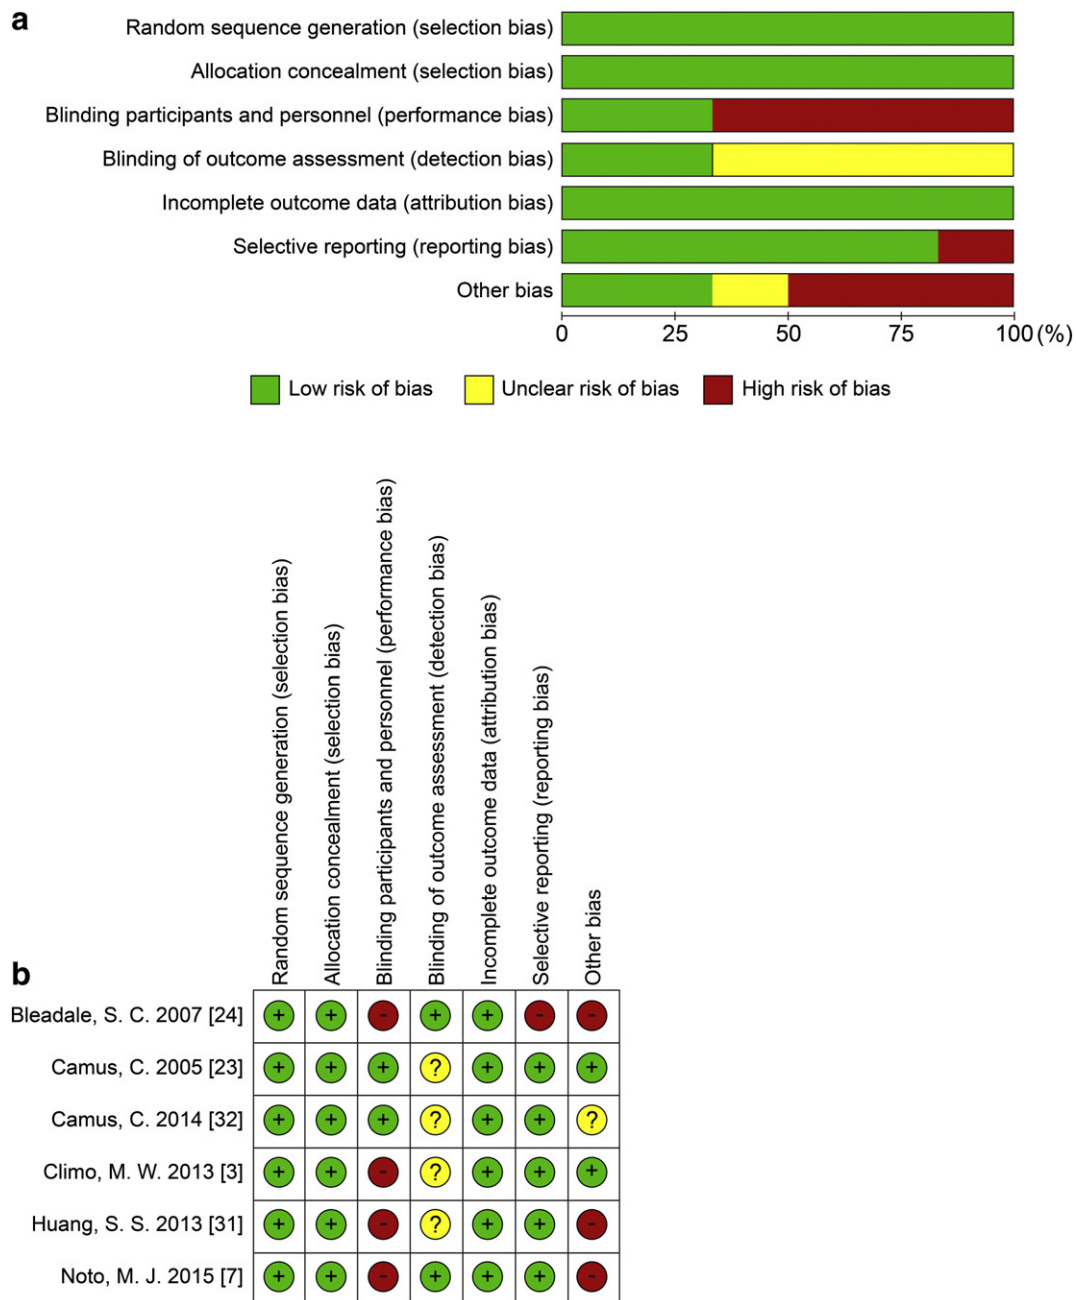 a
Random sequence generation (selection bias)
Allocation concealment (selection bias)
Blinding participants and personnel (performance bias)
Blinding of outcome assessment (detection bias)
Incomplete outcome data (attribution bias)
Selective reporting (reporting bias)
Other bias
0 25 50 75 100 (%)
Low risk of bias Unclear risk of bias High risk of bias
b
Random sequence generation (selection bias)
Allocation concealment (selection bias)
Blinding participants and personnel (performance bias)
Blinding of outcome assessment (detection bias)
Incomplete outcome data (attribution bias)
Selective reporting (reporting bias)
Other bias
Bleadale, S. C. 2007 [24] + + - + + - -
Camus, C. 2005 [23] + + + ? + + +
Camus, C. 2014 [32] + + + ? + + ?
Climo, M. W. 2013 [3] + + - ? + + +
Huang, S. S. 2013 [31] + + - ? + + -
Noto, M. J. 2015 [7] + + - + + + -